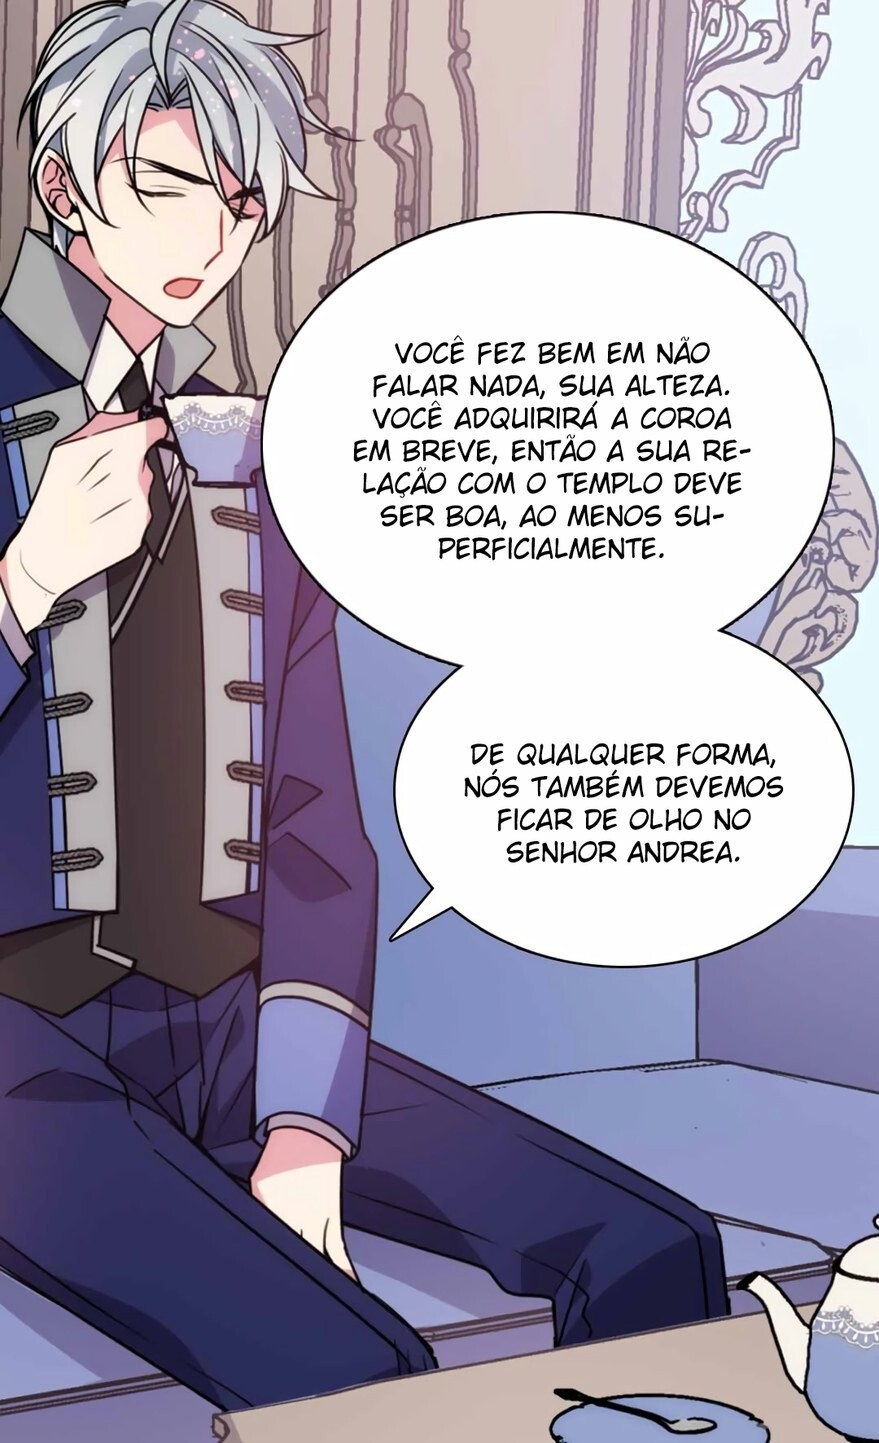 VOCÊ FEZ BEM EM NÃO
FALAR NADA, SUA ALTEZA.
VOCÊ ADQUIRIRÁ A COROA
EM BREVE, ENTÃO A SUA RE-
LAÇÃO COM O TEMPLO DEVE
SER BOA, AO MENOS SU-
PERFICIALMENTE.
DE QUALQUER FORMA,
NÓS TAMBÉM DEVEMOS
FICAR DE OLHO NO
SENHOR ANDREA.